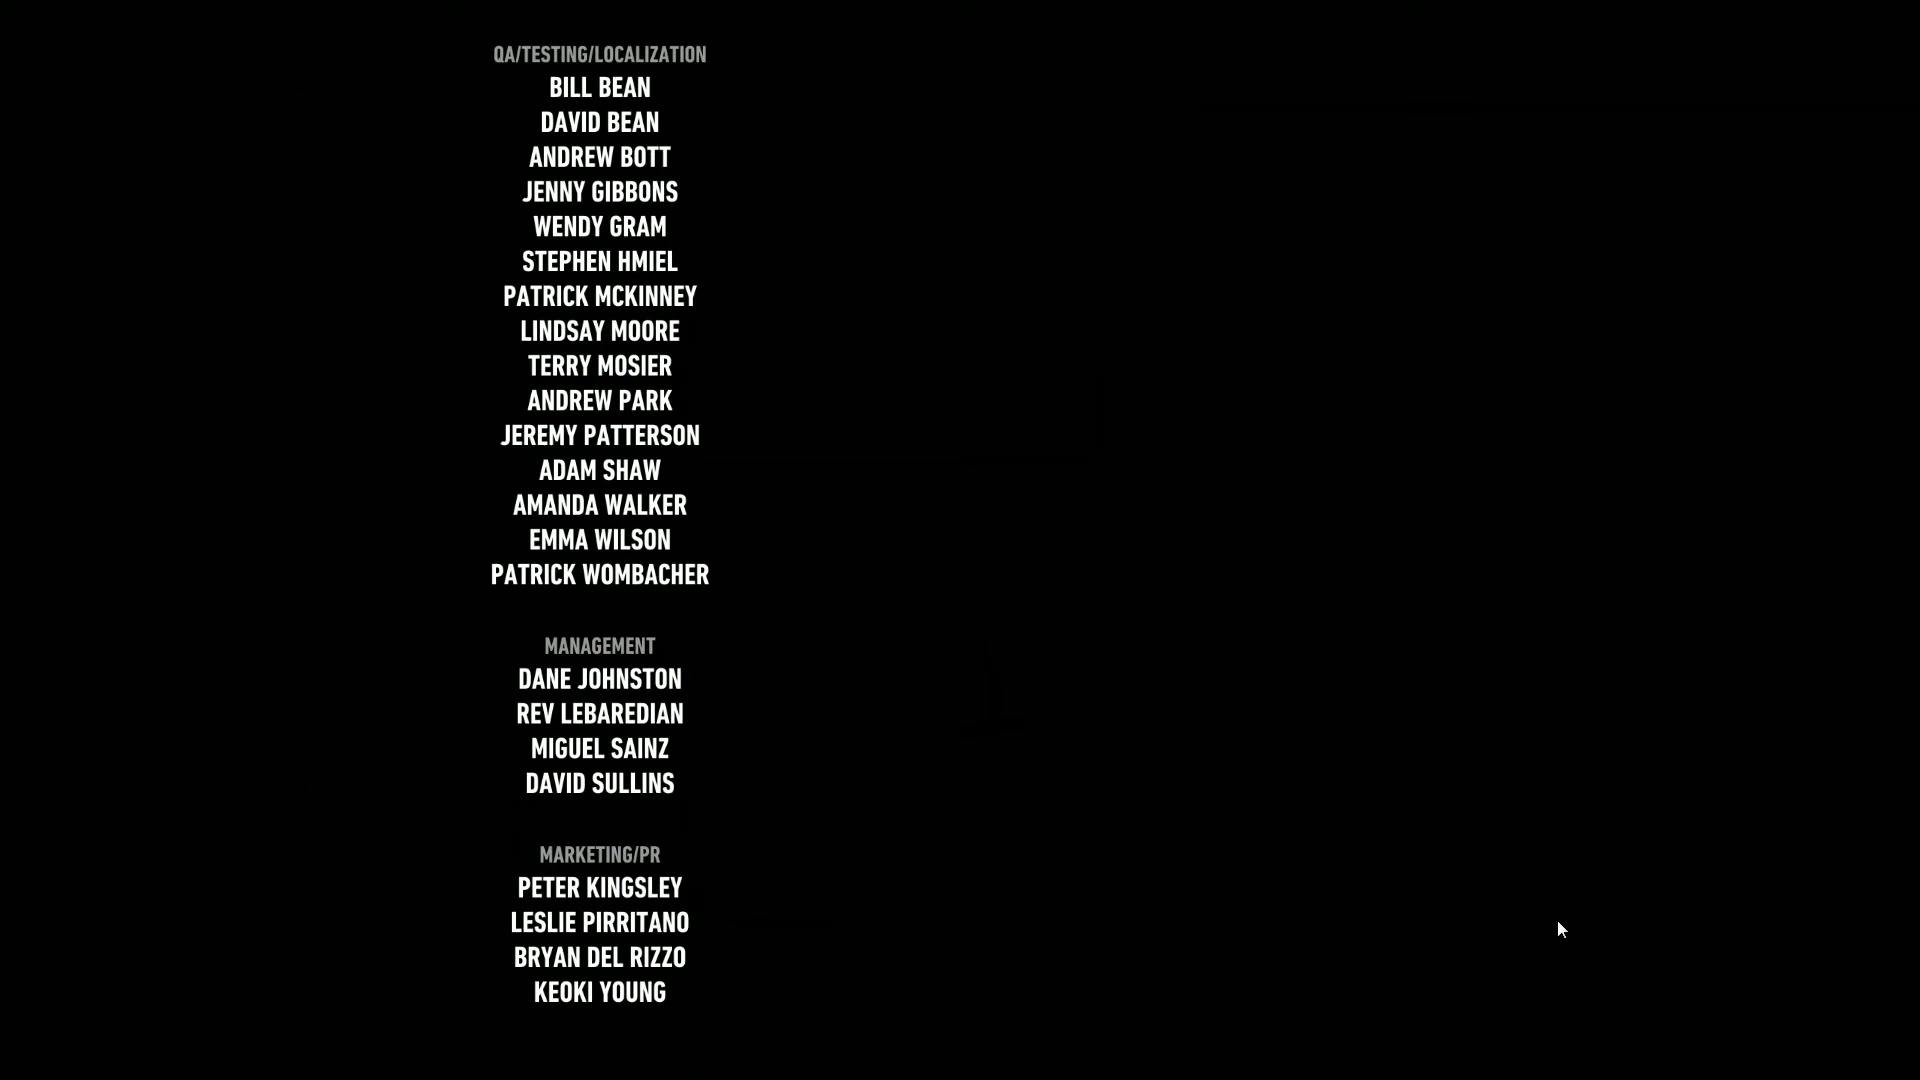 QA/TESTING/LOCALIZATION
BILL BEAN
DAVID BEAN
ANDREW BOTT
JENNY GIBBONS
WENDY GRAM
STEPHEN HMIEL
PATRICK MCKINNEY
LINDSAY MOORE
TERRY MOSIER
ANDREW PARK
JEREMY PATTERSON
ADAM SHAW
AMANDA WALKER
EMMA WILSON
PATRICK WOMBACHER
MANAGEMENT
DANE JOHNSTON
REV LEBAREDIAN
MIGUEL SAINZ
DAVID SULLINS
MARKETING/PR
PETER KINGSLEY
LESLIE PIRRITANO
BRYAN DEL RIZZO
KEOKI YOUNG